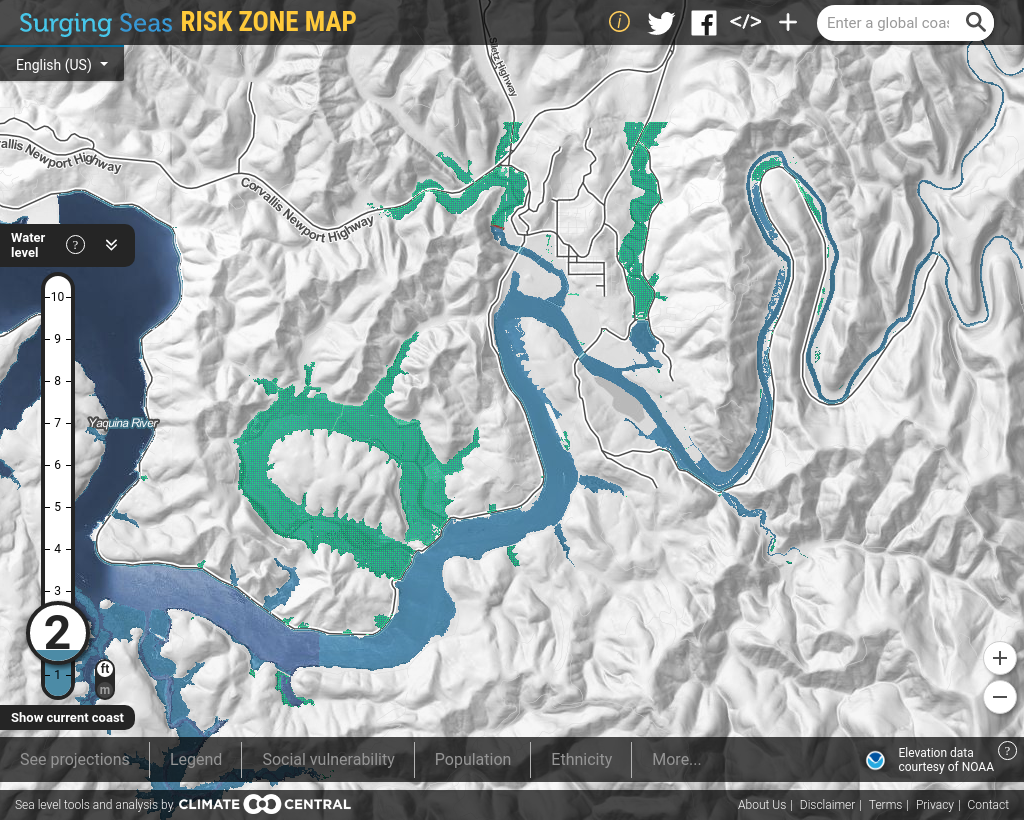 Surging Seas RISK ZONE MAP
i
</>
Enter a global coas
English (US)
Siletz Highway
Corvallis Newport Highway
Corvallis Newport Highway
Water
level
?
10
9
8
7
Yaquina River
6
5
4
3
2
1
ft
m
Show current coast
See projections
Legend
Social vulnerability
Population
Ethnicity
More...
Elevation data
courtesy of NOAA
?
Sea level tools and analysis by CLIMATE CENTRAL
About Us | Disclaimer | Terms | Privacy | Contact